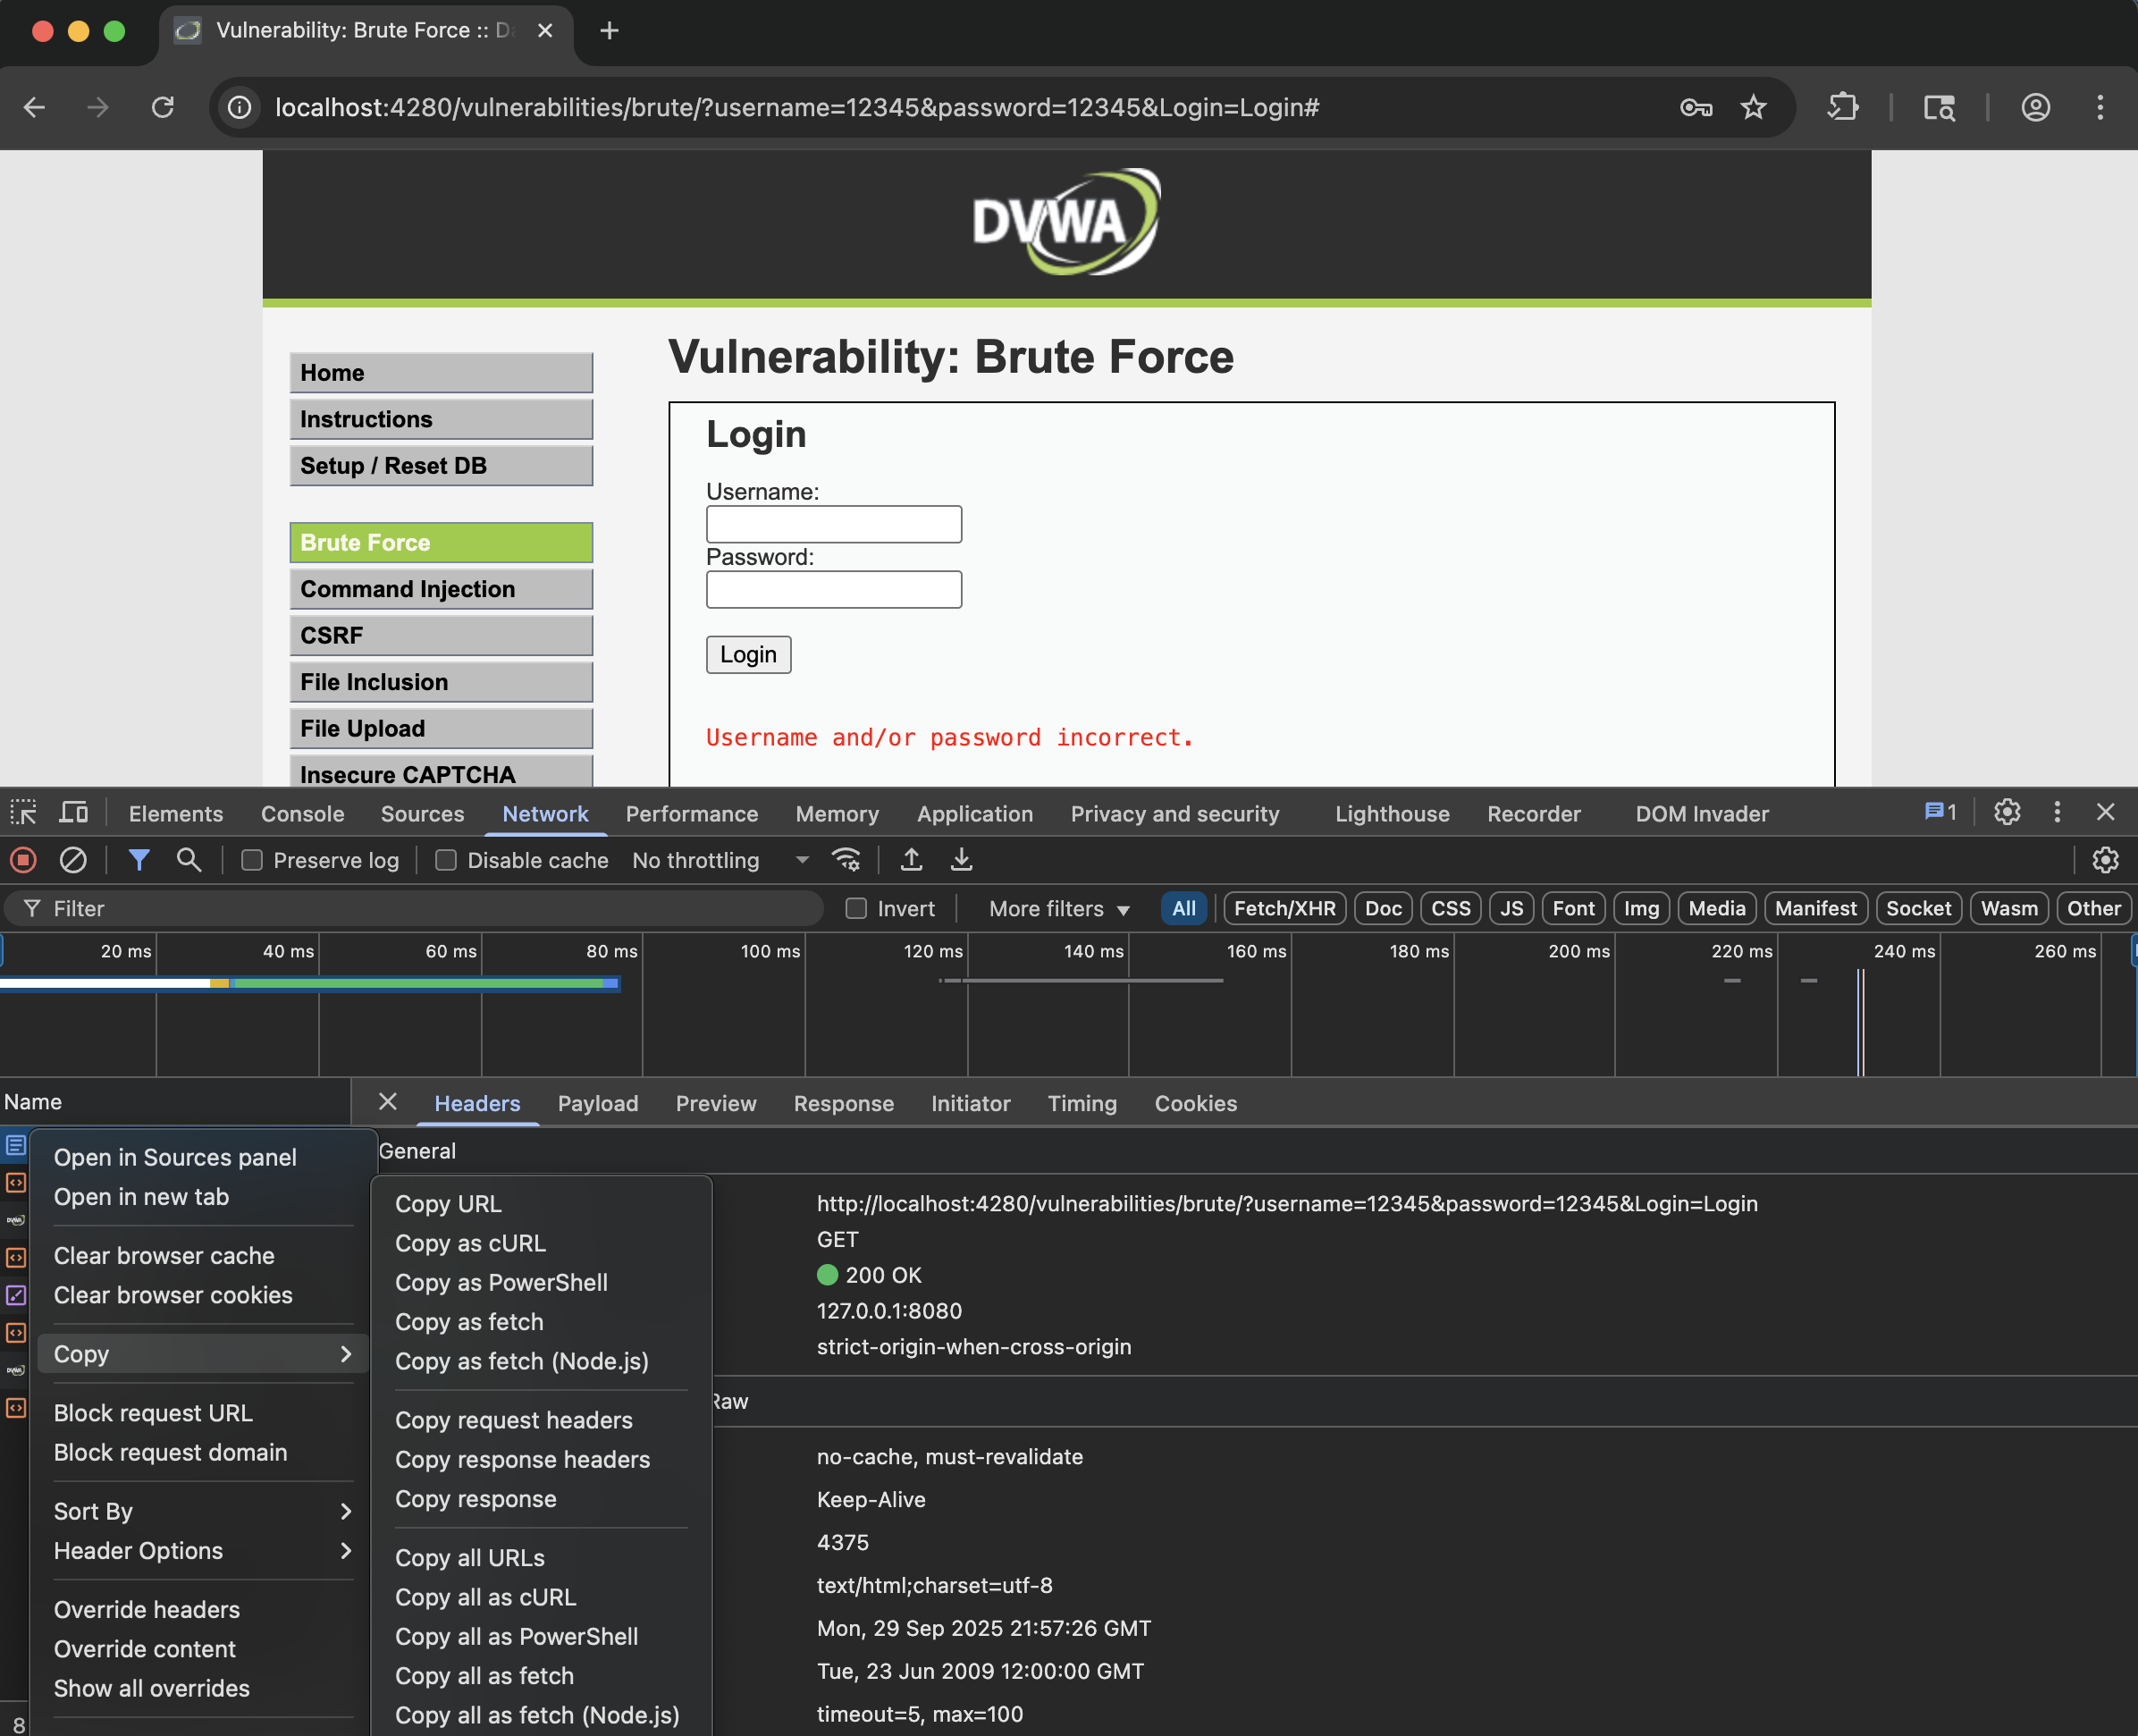 Vulnerability: Brute Force :: D
localhost:4280/vulnerabilities/brute/?username=12345&password=12345&Login=Login#
DVWA
Home
Instructions
Setup / Reset DB
Brute Force
Command Injection
CSRF
File Inclusion
File Upload
Insecure CAPTCHA
Vulnerability: Brute Force
Login
Username:
Password:
Login
Username and/or password incorrect.
Elements Console Sources Network Performance Memory Application Privacy and security Lighthouse Recorder DOM Invader 1
Preserve log Disable cache No throttling
Filter Invert More filters All Fetch/XHR Doc CSS JS Font Img Media Manifest Socket Wasm Other
20 ms 40 ms 60 ms 80 ms 100 ms 120 ms 140 ms 160 ms 180 ms 200 ms 220 ms 240 ms 260 ms
Name
Headers Payload Preview Response Initiator Timing Cookies
Open in Sources panel
Open in new tab
Clear browser cache
Clear browser cookies
Copy
Block request URL
Block request domain
Sort By
Header Options
Override headers
Override content
Show all overrides
8
Copy URL
Copy as cURL
Copy as PowerShell
Copy as fetch
Copy as fetch (Node.js)
Copy request headers
Copy response headers
Copy response
Copy all URLs
Copy all as cURL
Copy all as PowerShell
Copy all as fetch
Copy all as fetch (Node.js)
General
http://localhost:4280/vulnerabilities/brute/?username=12345&password=12345&Login=Login
GET
200 OK
127.0.0.1:8080
strict-origin-when-cross-origin
Raw
no-cache, must-revalidate
Keep-Alive
4375
text/html;charset=utf-8
Mon, 29 Sep 2025 21:57:26 GMT
Tue, 23 Jun 2009 12:00:00 GMT
timeout=5, max=100